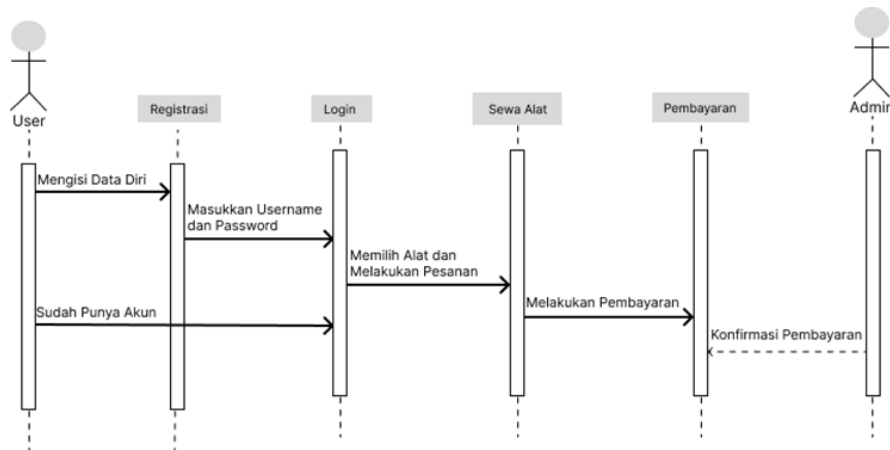 User
Registrasi
Login
Sewa Alat
Pembayaran
Admin
Mengisi Data Diri
Masukkan Username
dan Password
Memilih Alat dan
Melakukan Pesanan
Sudah Punya Akun
Melakukan Pembayaran
Konfirmasi Pembayaran